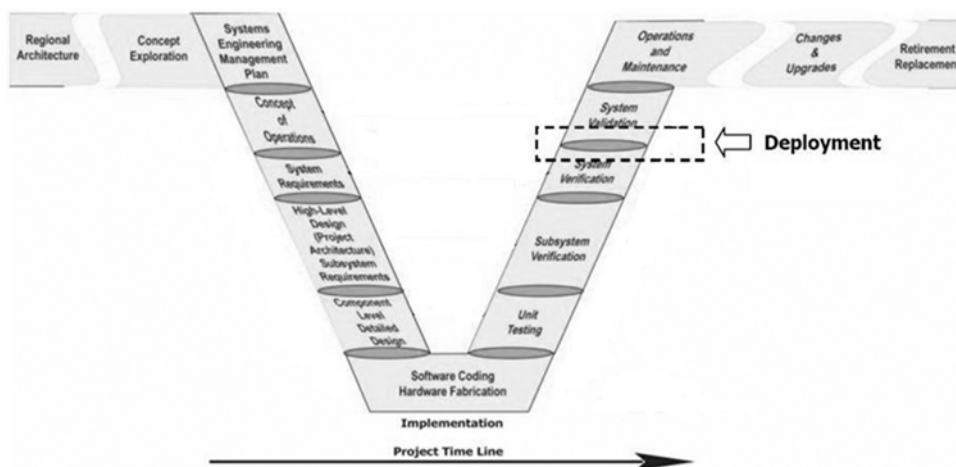 Regional
Architecture
Concept
Exploration
Systems
Engineering
Management
Plan
Concept
of
Operations
System
Requirements
High-Level
Design
(Project
Architecture)
Subsystem
Requirements
Component
Level
Detailed
Design
Software Coding
Hardware Fabrication
Implementation
Unit
Testing
Subsystem
Verification
System
Verification
System
Validation
Deployment
Operations
and
Maintenance
Changes
&
Upgrades
Retirement
Replacement
Project Time Line